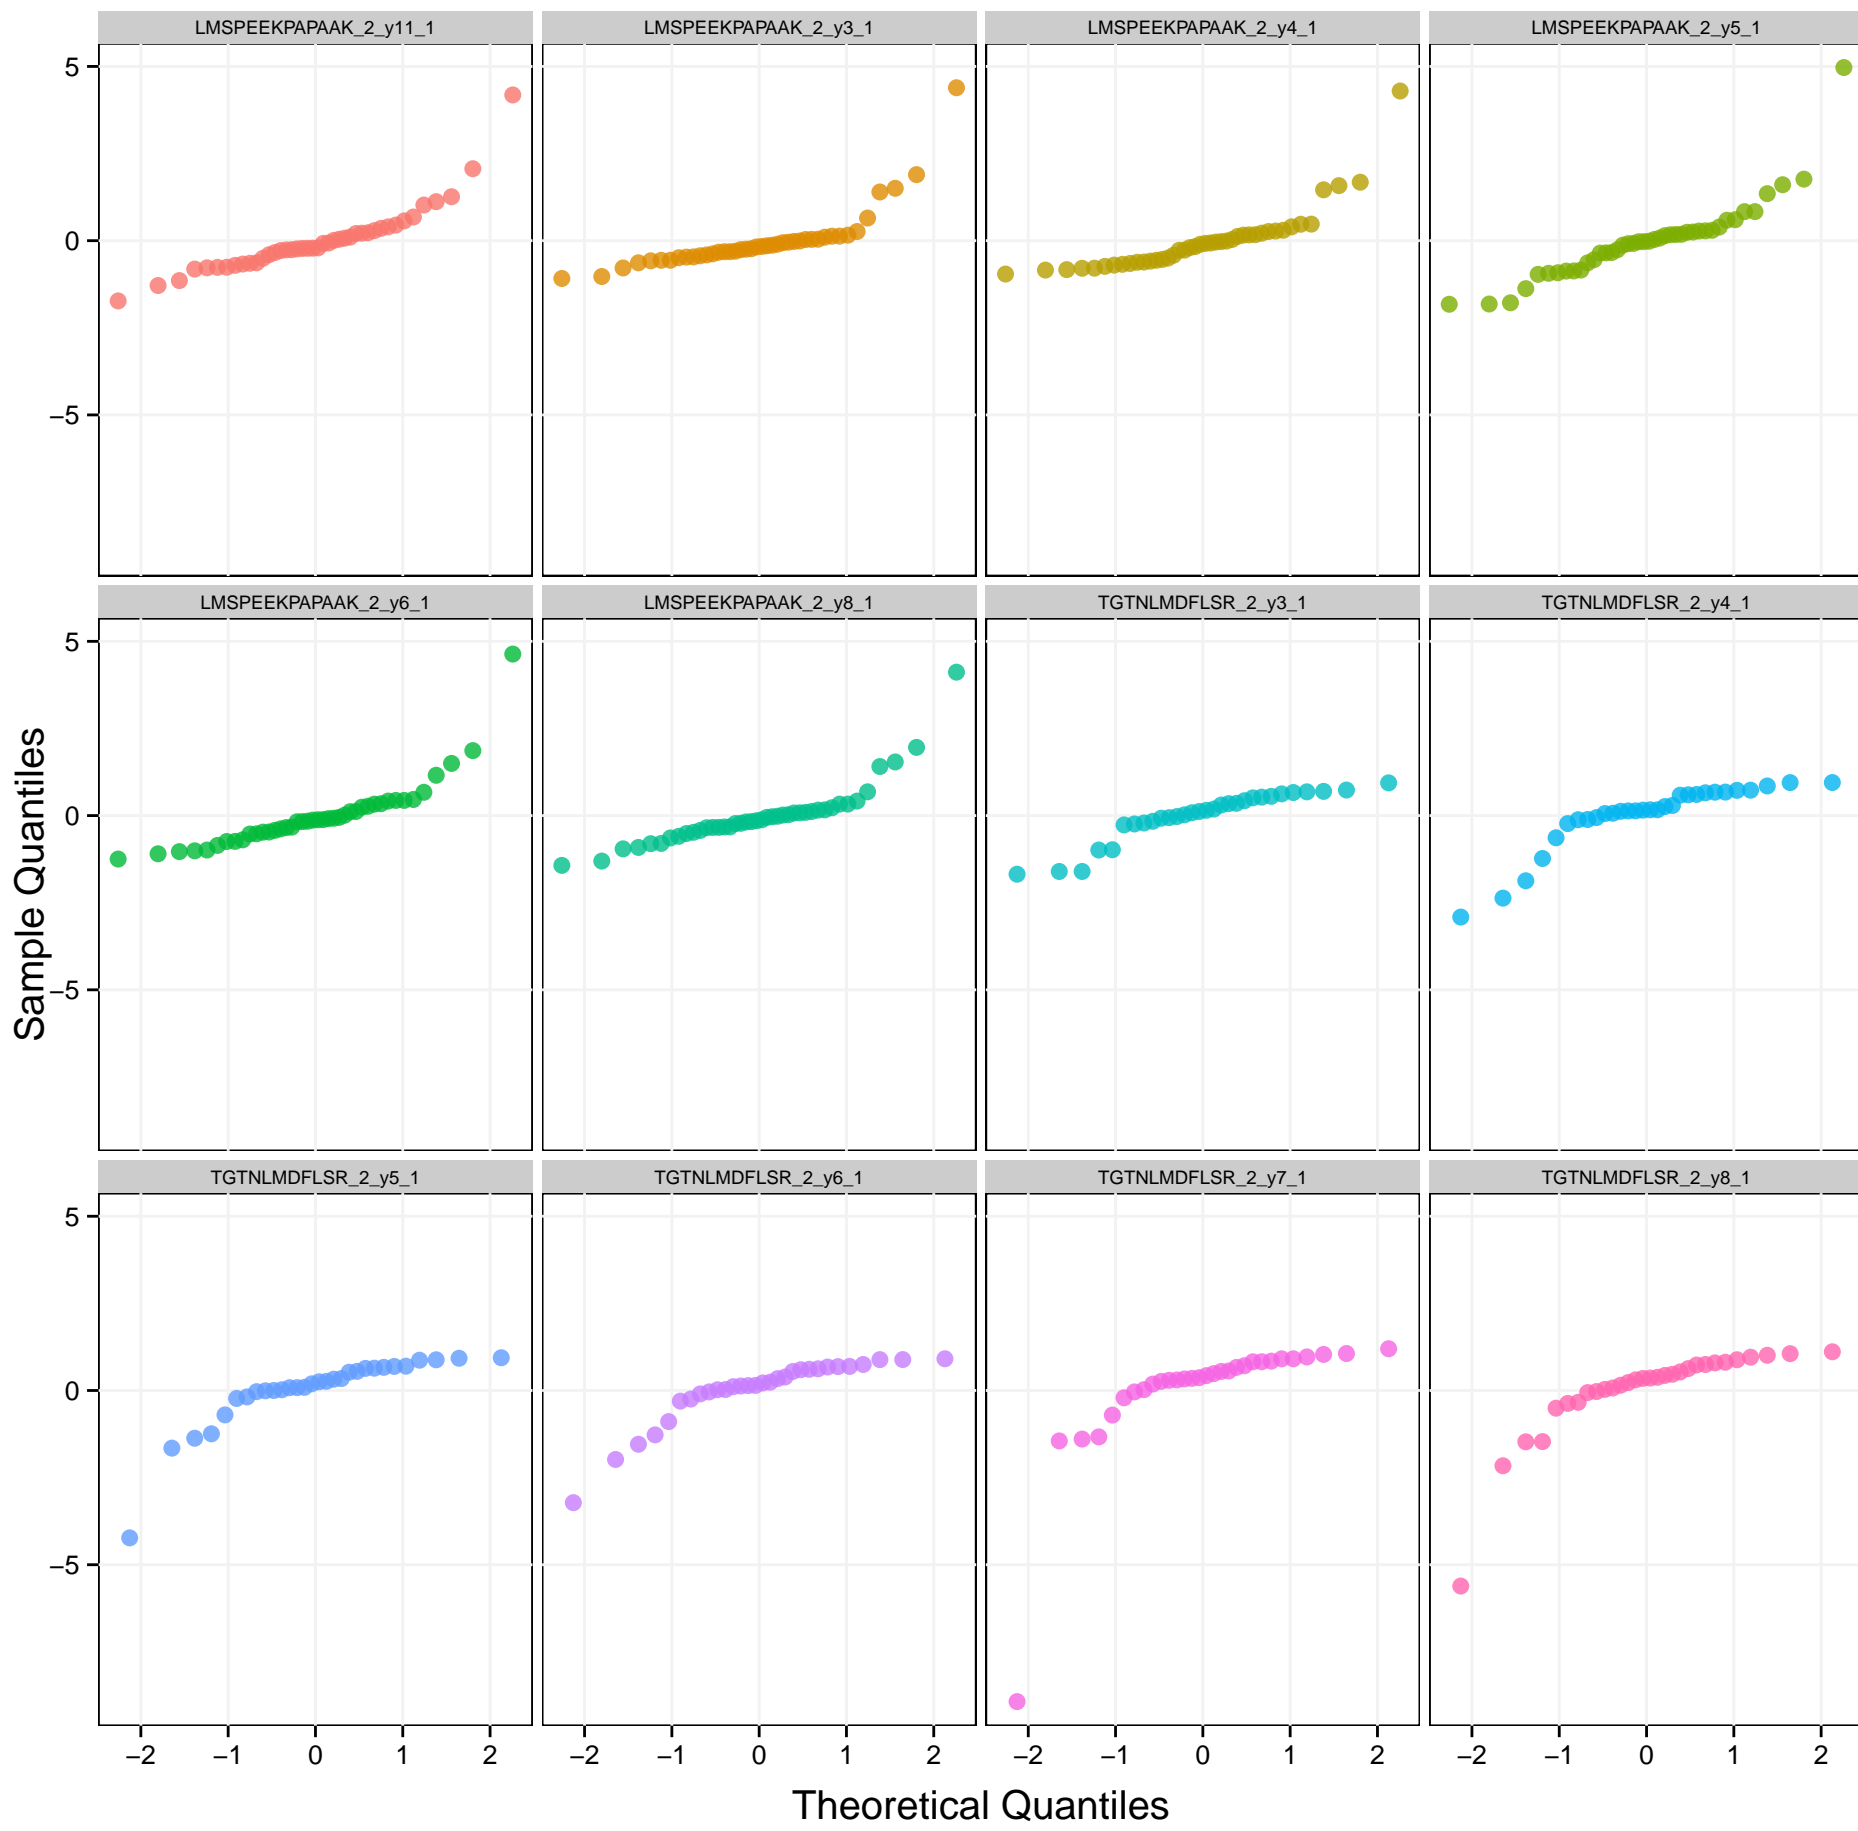 LMSPEEKPAPAAK_2_y11_1 LMSPEEKPAPAAK_2_y3_1 LMSPEEKPAPAAK_2_y4_1 LMSPEEKPAPAAK_2_y5_1
5
0
−5
LMSPEEKPAPAAK_2_y6_1 LMSPEEKPAPAAK_2_y8_1 TGTNLMDFLSR_2_y3_1 TGTNLMDFLSR_2_y4_1
5
0
−5
Sample Quantiles
TGTNLMDFLSR_2_y5_1 TGTNLMDFLSR_2_y6_1 TGTNLMDFLSR_2_y7_1 TGTNLMDFLSR_2_y8_1
5
0
−5
−2 −1 0 1 2 −2 −1 0 1 2 −2 −1 0 1 2 −2 −1 0 1 2
Theoretical Quantiles